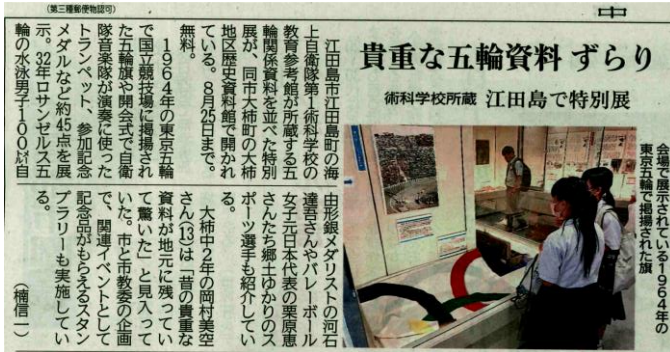 (第三種郵便物認可)
中
貴重な五輪資料 ずらり
術科学校所蔵 江田島で特別展
江田島市江田島町の海
上自衛隊第1術科学校の
教育参考館が所蔵する五
輪関係資料を並べた特別
展が、同市大柿町の大柿
地区歴史資料館で開かれ
ている。8月25日まで。
無料。
1964年の東京五輪
で国立競技場に掲揚され
た五輪旗や開会式で自衛
隊音楽隊が演奏に使った
トランペット、参加記念
メダルなど約45点を展
示。32年ロサンゼルス五
輪の水泳男子100㍍自
由形銀メダリストの河石
達吾さんやバレーボール
女子元日本代表の栗原恵
さんたち郷土ゆかりのス
ポーツ選手も紹介してい
る。
大柿中2年の岡村美空
さん(13)は「昔の貴重な
資料が地元に残ってい
て驚いた」と見入って
いた。市と市教委の企画
で、関連イベントとして
記念品がもらえるスタン
プラリーも実施してい
る。
(楠信一)
会場で展示されている1964年の
東京五輪で掲揚された旗